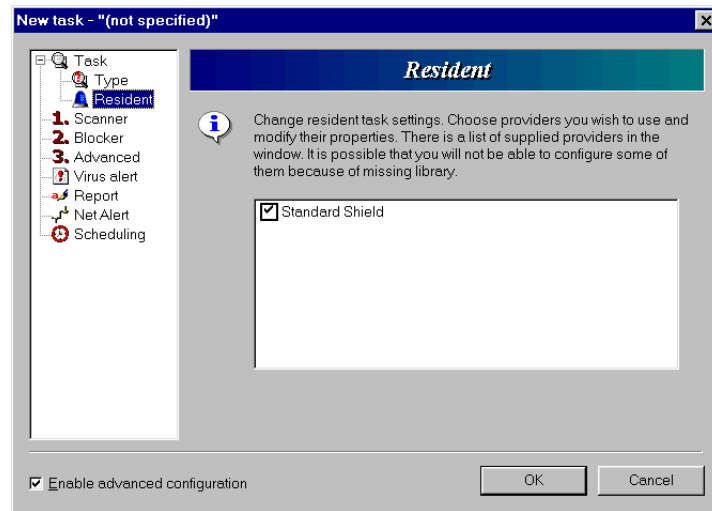 New task - "(not specified)"
Task
Type
Resident
1. Scanner
2. Blocker
3. Advanced
Virus alert
Report
Net Alert
Scheduling
Resident
Change resident task settings. Choose providers you wish to use and
modify their properties. There is a list of supplied providers in the
window. It is possible that you will not be able to configure some of
them because of missing library.
Standard Shield
Enable advanced configuration
OK
Cancel